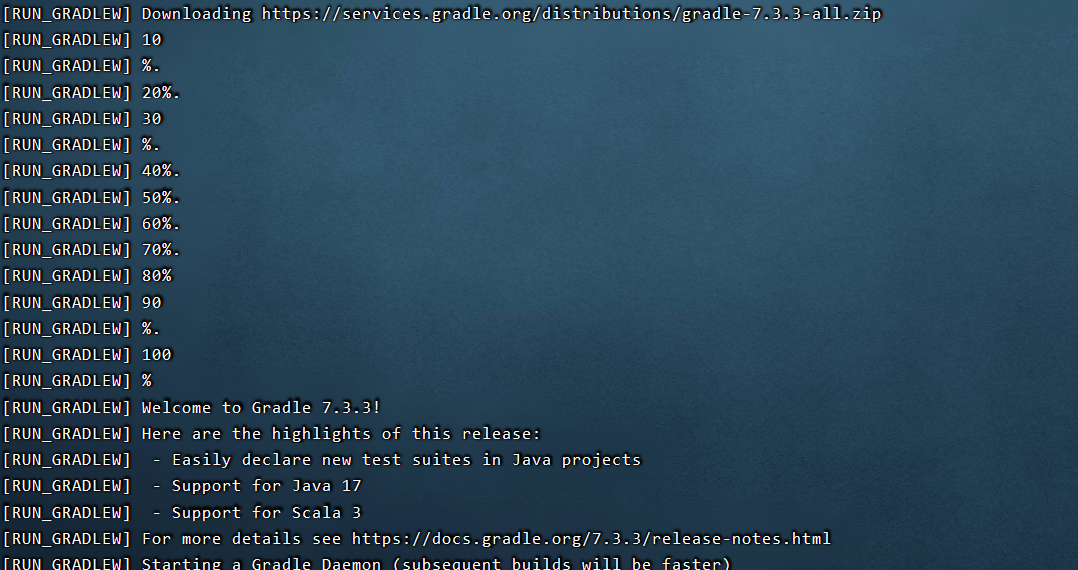 [RUN_GRADLEW] Downloading https://services.gradle.org/distributions/gradle-7.3.3-all.zip
[RUN_GRADLEW] 10
[RUN_GRADLEW] %.
[RUN_GRADLEW] 20%.
[RUN_GRADLEW] 30
[RUN_GRADLEW] %.
[RUN_GRADLEW] 40%.
[RUN_GRADLEW] 50%.
[RUN_GRADLEW] 60%.
[RUN_GRADLEW] 70%.
[RUN_GRADLEW] 80%
[RUN_GRADLEW] 90
[RUN_GRADLEW] %.
[RUN_GRADLEW] 100
[RUN_GRADLEW] %
[RUN_GRADLEW] Welcome to Gradle 7.3.3!
[RUN_GRADLEW] Here are the highlights of this release:
[RUN_GRADLEW]  - Easily declare new test suites in Java projects
[RUN_GRADLEW]  - Support for Java 17
[RUN_GRADLEW]  - Support for Scala 3
[RUN_GRADLEW] For more details see https://docs.gradle.org/7.3.3/release-notes.html
[RUN_GRADLEW] Starting a Gradle Daemon (subsequent builds will be faster)